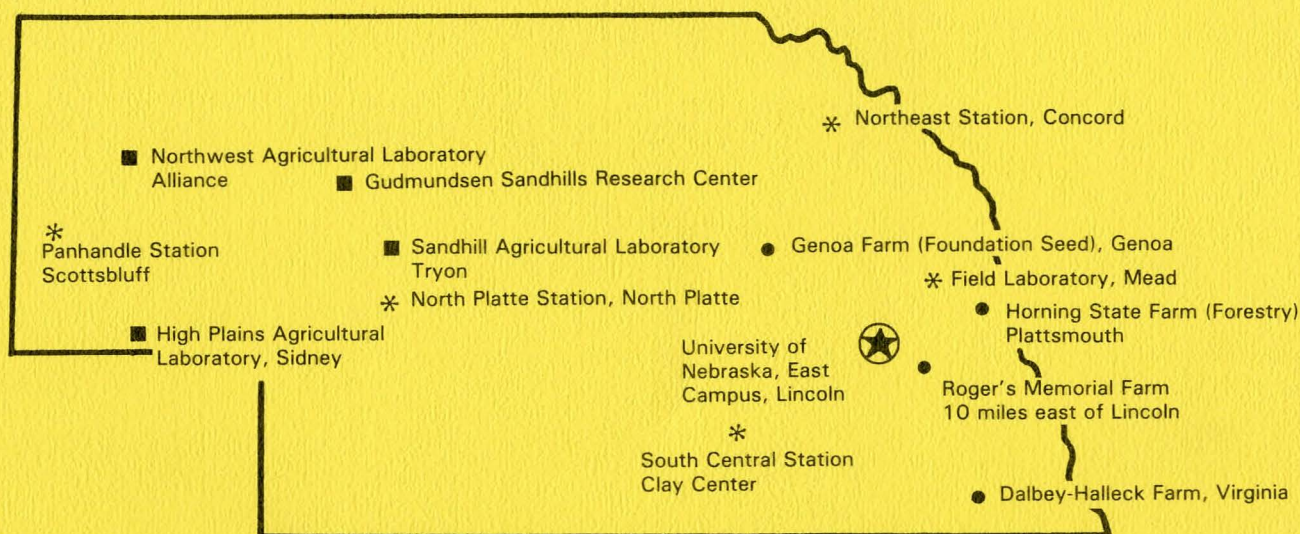 Northeast Station, Concord
Northwest Agricultural Laboratory
Alliance
Gudmundsen Sandhills Research Center
Panhandle Station
Scottsbluff
Sandhill Agricultural Laboratory
Tryon
Genoa Farm (Foundation Seed), Genoa
Field Laboratory, Mead
North Platte Station, North Platte
Horning State Farm (Forestry)
Plattsmouth
High Plains Agricultural
Laboratory, Sidney
University of
Nebraska, East
Campus, Lincoln
Roger's Memorial Farm
10 miles east of Lincoln
South Central Station
Clay Center
Dalbey-Halleck Farm, Virginia